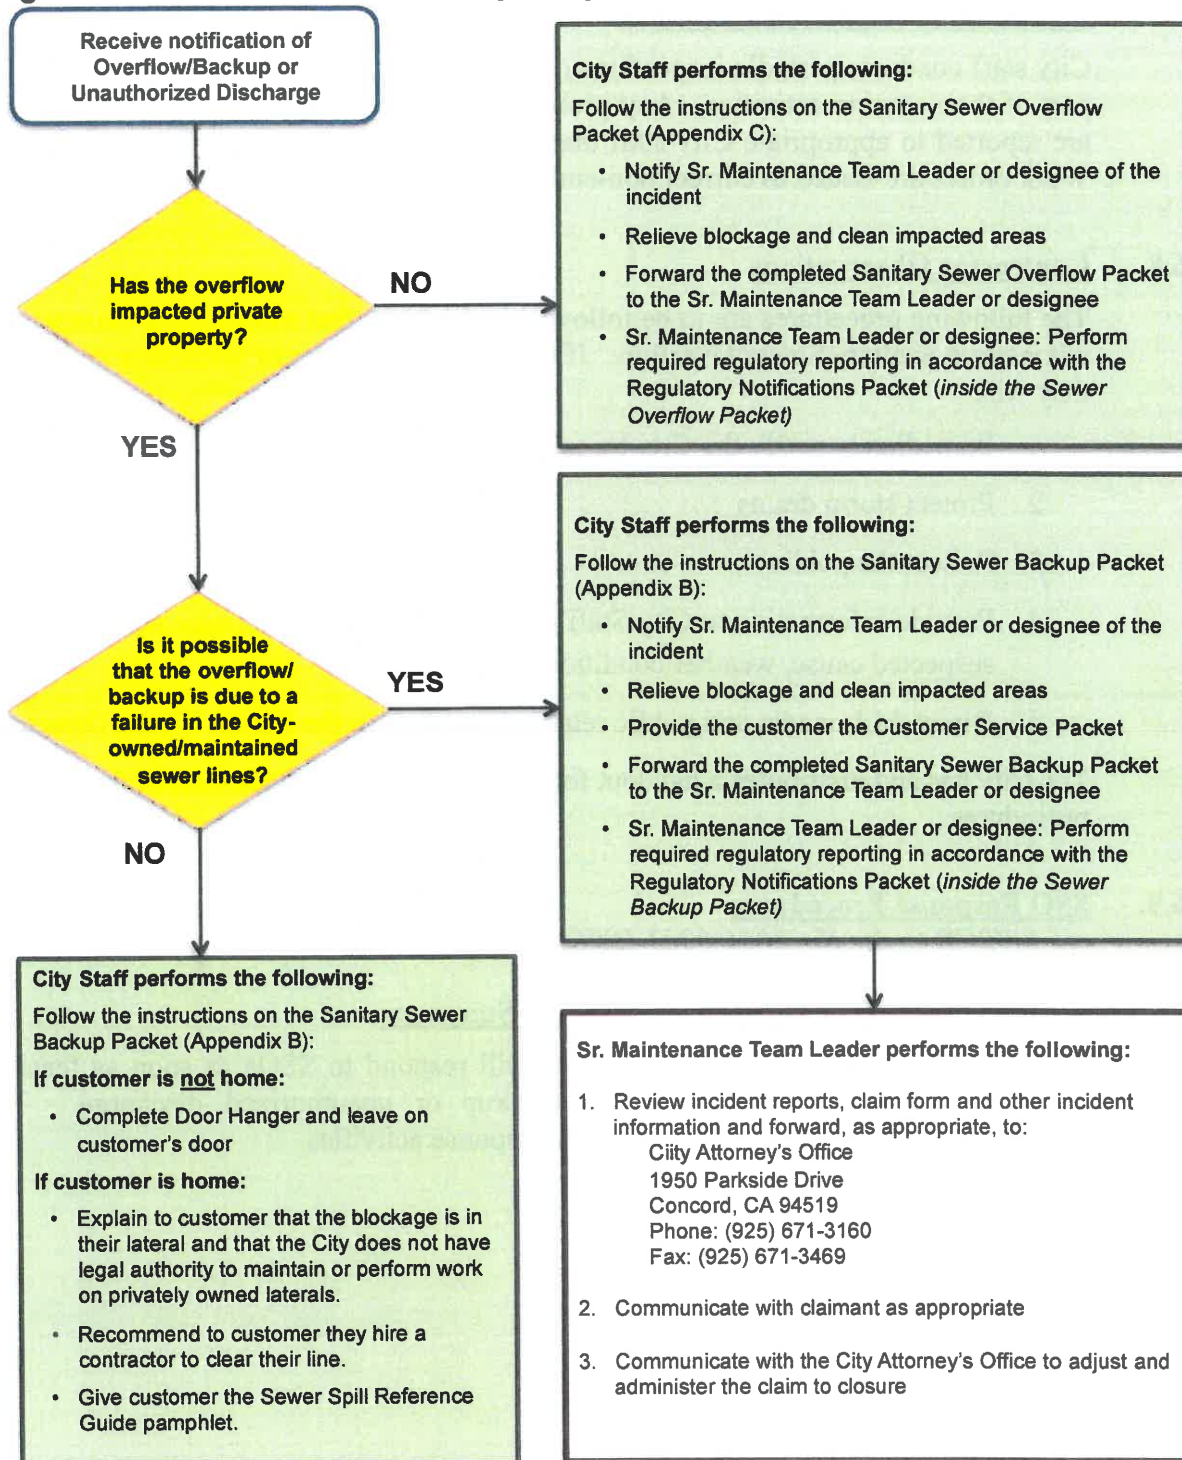 Receive notification of
Overflow/Backup or
Unauthorized Discharge
Has the overflow
impacted private
property?
NO
YES
City Staff performs the following:
Follow the instructions on the Sanitary Sewer Overflow
Packet (Appendix C):
• Notify Sr. Maintenance Team Leader or designee of the
incident
• Relieve blockage and clean impacted areas
• Forward the completed Sanitary Sewer Overflow Packet
to the Sr. Maintenance Team Leader or designee
• Sr. Maintenance Team Leader or designee: Perform
required regulatory reporting in accordance with the
Regulatory Notifications Packet (inside the Sewer
Overflow Packet)
Is it possible
that the overflow/
backup is due to a
failure in the City-
owned/maintained
sewer lines?
YES
NO
City Staff performs the following:
Follow the instructions on the Sanitary Sewer Backup Packet
(Appendix B):
• Notify Sr. Maintenance Team Leader or designee of the
incident
• Relieve blockage and clean impacted areas
• Provide the customer the Customer Service Packet
• Forward the completed Sanitary Sewer Backup Packet
to the Sr. Maintenance Team Leader or designee
• Sr. Maintenance Team Leader or designee: Perform
required regulatory reporting in accordance with the
Regulatory Notifications Packet (inside the Sewer
Backup Packet)
City Staff performs the following:
Follow the instructions on the Sanitary Sewer
Backup Packet (Appendix B):
If customer is not home:
• Complete Door Hanger and leave on
customer's door
If customer is home:
• Explain to customer that the blockage is in
their lateral and that the City does not have
legal authority to maintain or perform work
on privately owned laterals.
• Recommend to customer they hire a
contractor to clear their line.
• Give customer the Sewer Spill Reference
Guide pamphlet.
Sr. Maintenance Team Leader performs the following:
1. Review incident reports, claim form and other incident
information and forward, as appropriate, to:
Ciity Attorney's Office
1950 Parkside Drive
Concord, CA 94519
Phone: (925) 671-3160
Fax: (925) 671-3469
2. Communicate with claimant as appropriate
3. Communicate with the City Attorney's Office to adjust and
administer the claim to closure